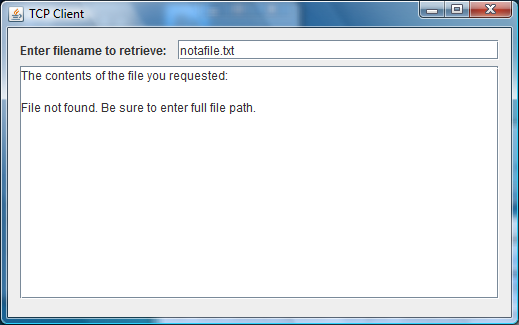 TCP Client
Enter filename to retrieve: notafile.txt
The contents of the file you requested:
File not found. Be sure to enter full file path.